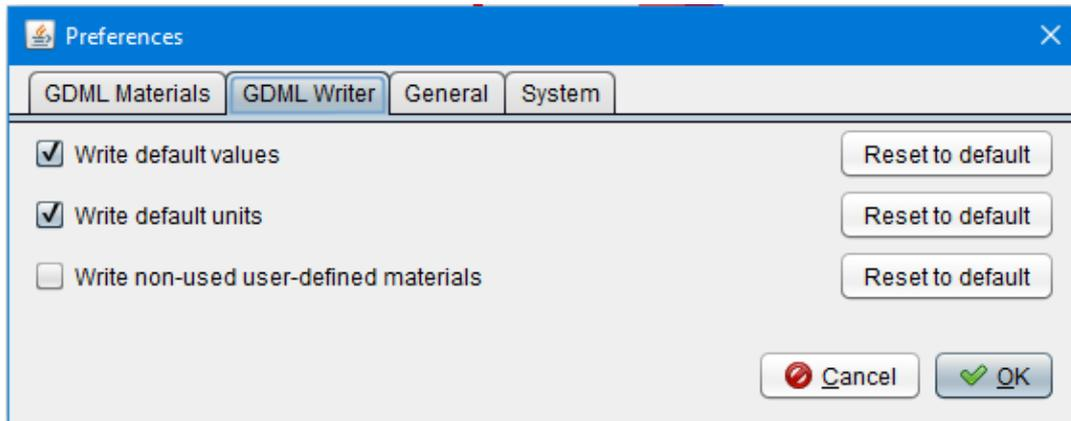 Preferences
GDML Materials GDML Writer General System
Write default values Reset to default
Write default units Reset to default
Write non-used user-defined materials Reset to default
Cancel OK